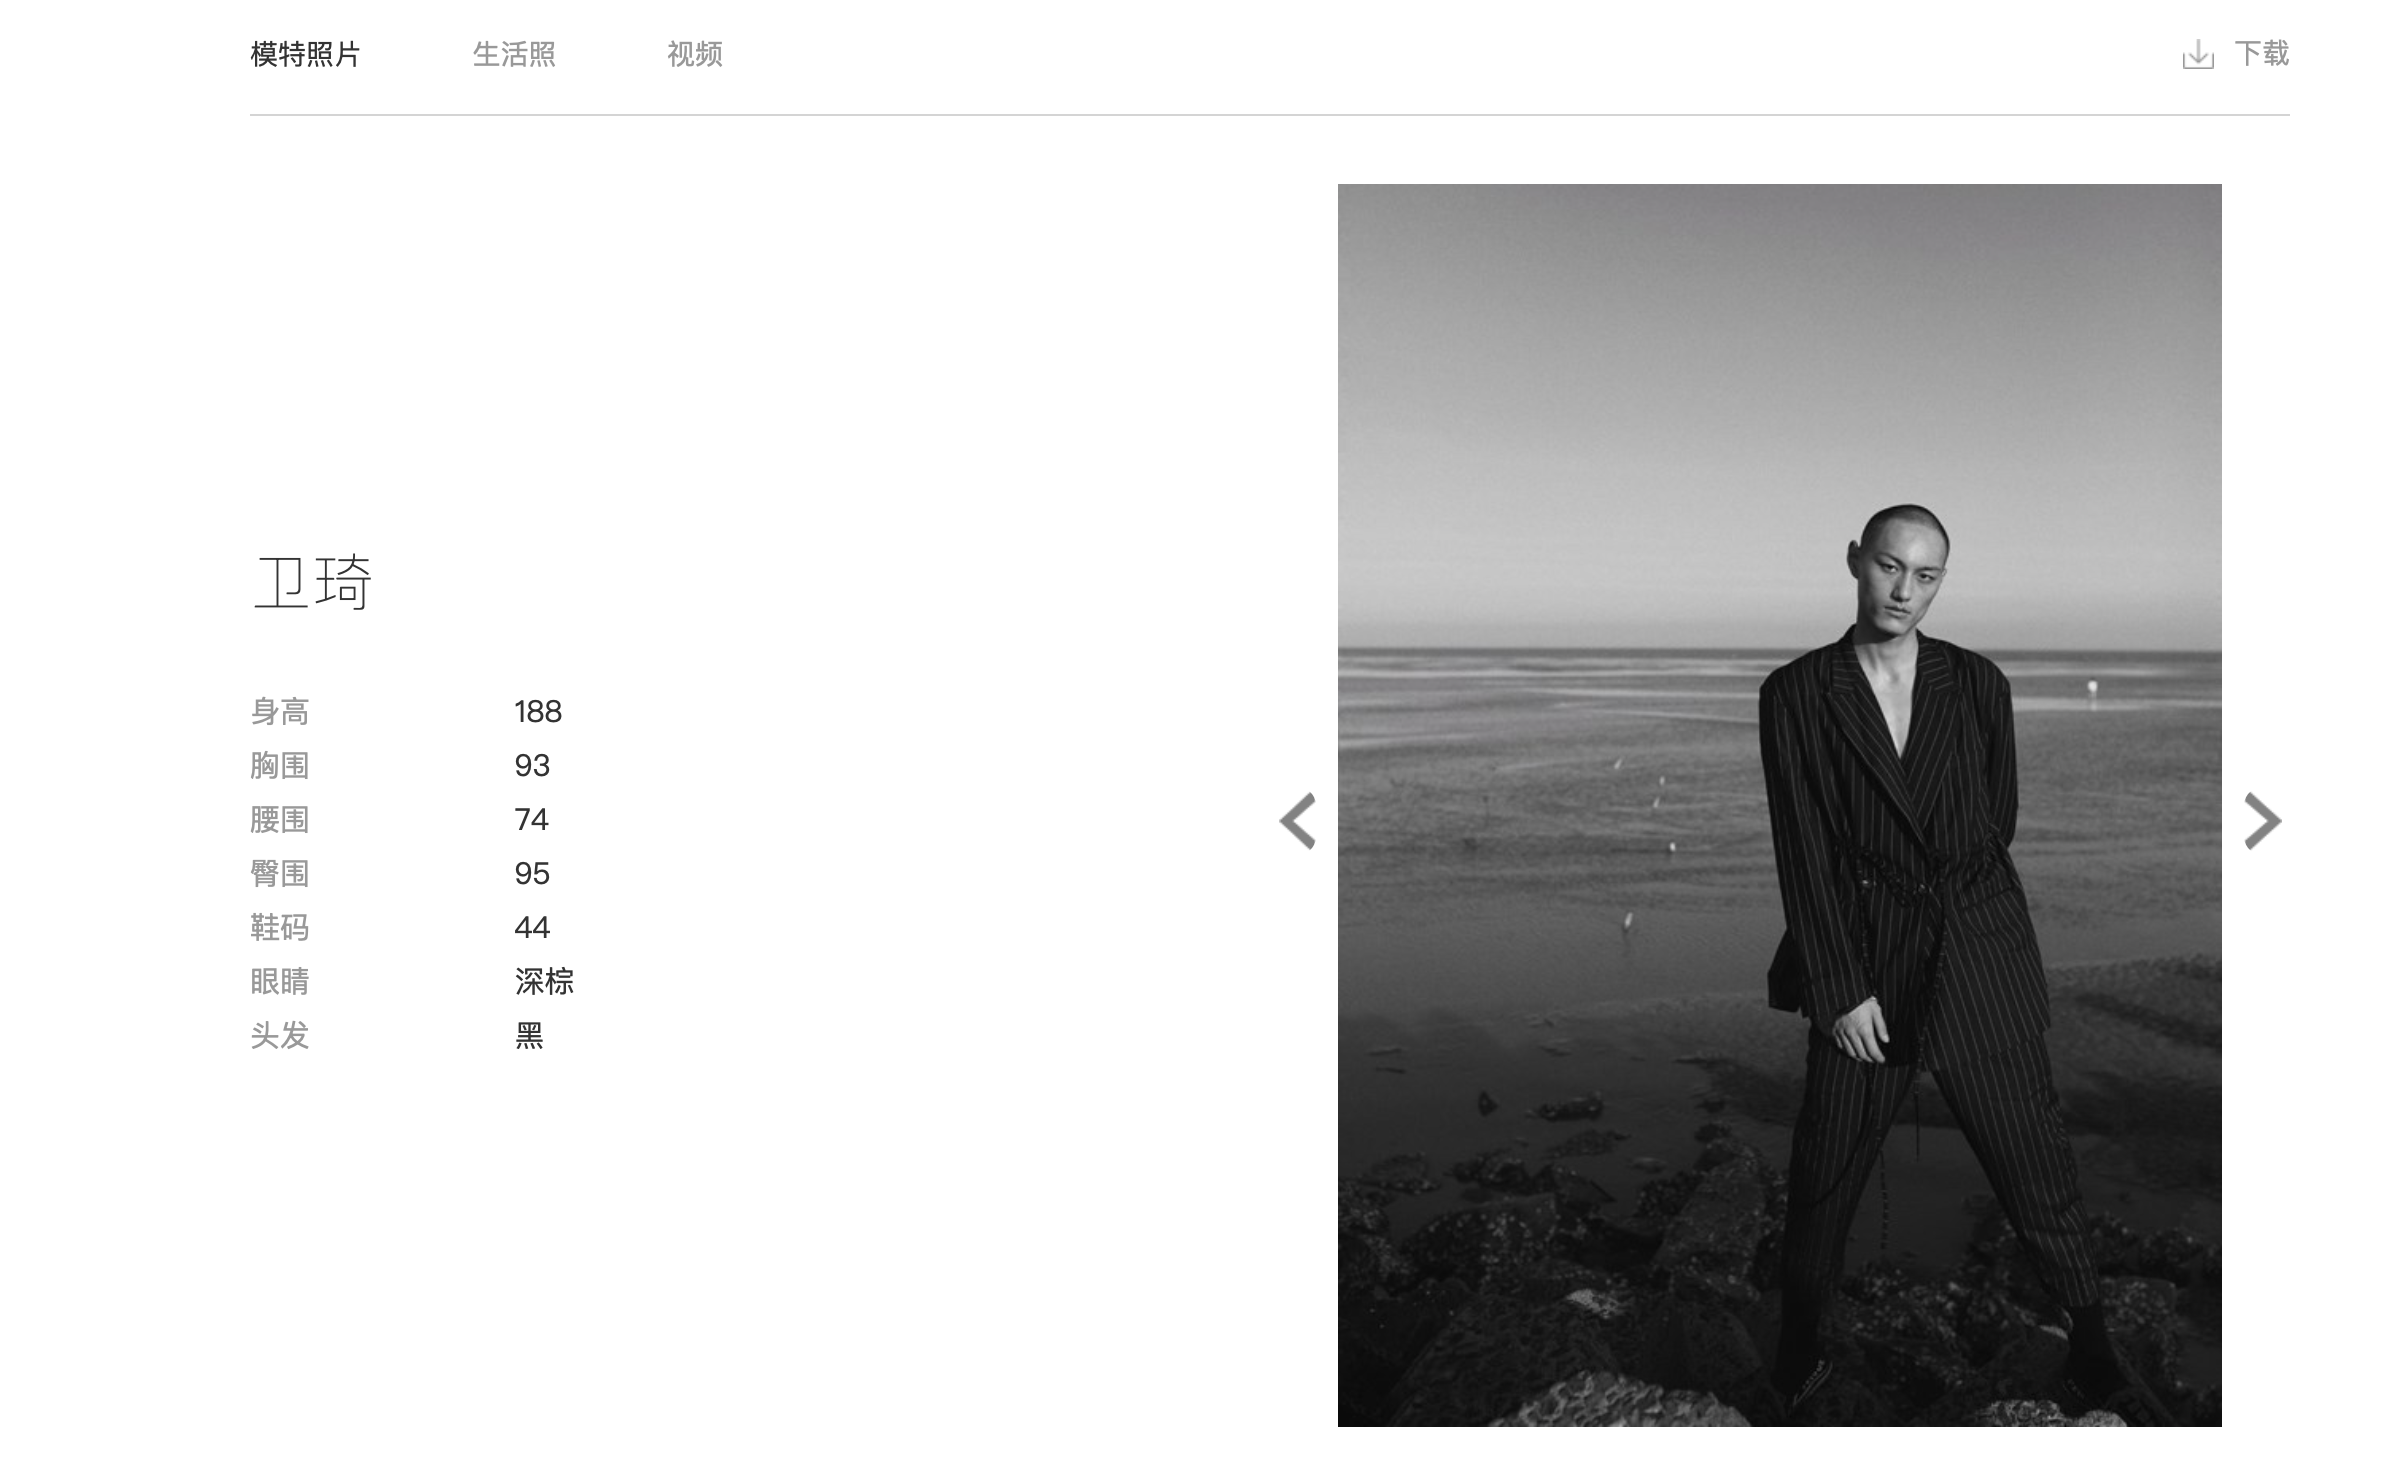 模特照片 生活照 视频 下载
卫琦
身高 188
胸围 93
腰围 74
臀围 95
鞋码 44
眼睛 深棕
头发 黑